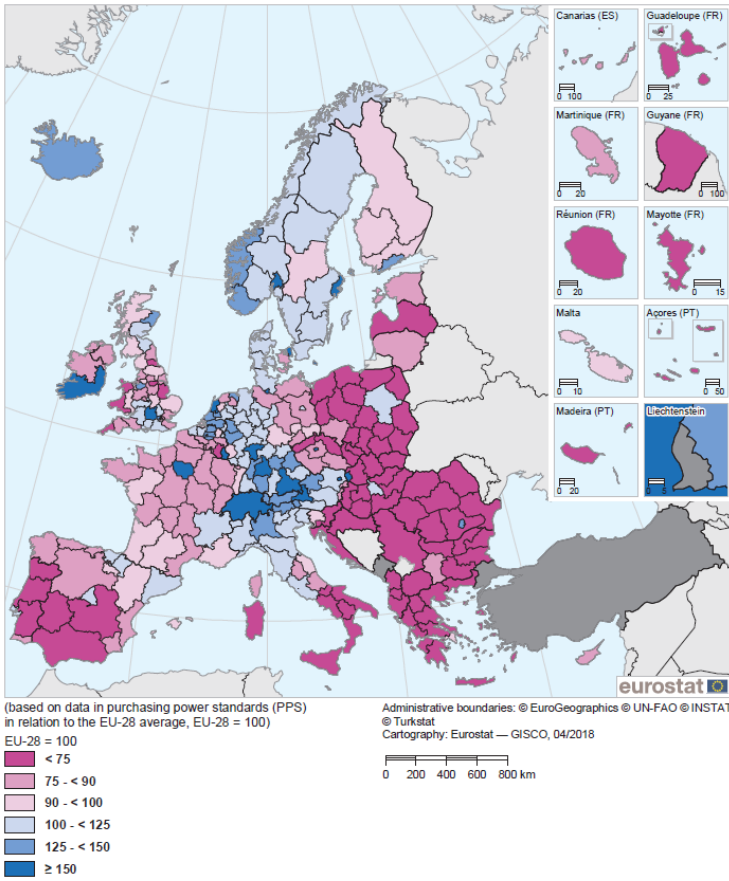 Canarias (ES)
0 100
Guadeloupe (FR)
0 25
Martinique (FR)
0 20
Guyane (FR)
0 100
Réunion (FR)
0 20
Mayotte (FR)
0 15
Malta
0 10
Açores (PT)
0 50
Madeira (PT)
0 20
Liechtenstein
0 5
eurostat
(based on data in purchasing power standards (PPS)
in relation to the EU-28 average, EU-28 = 100)
EU-28 = 100
< 75
75 - < 90
90 - < 100
100 - < 125
125 - < 150
≥ 150
Administrative boundaries: © EuroGeographics © UN-FAO © INSTAT
© Turkstat
Cartography: Eurostat — GISCO, 04/2018
0 200 400 600 800 km